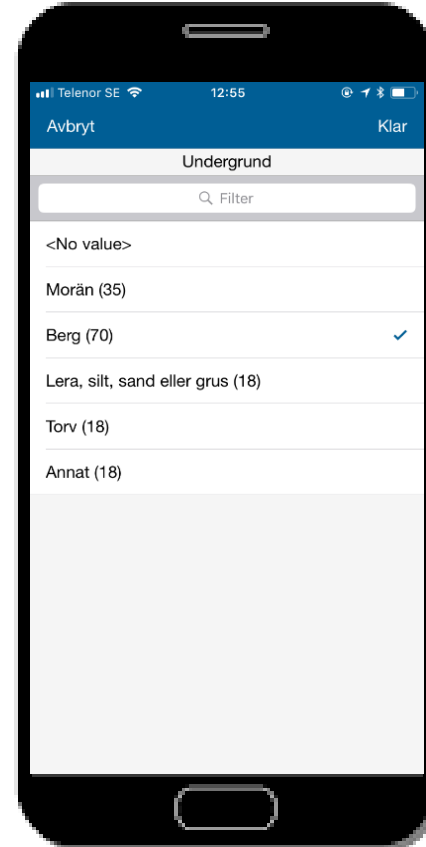 Telenor SE 12:55
Avbryt Klar
Undergrund
Filter
<No value>
Morän (35)
Berg (70)
Lera, silt, sand eller grus (18)
Torv (18)
Annat (18)